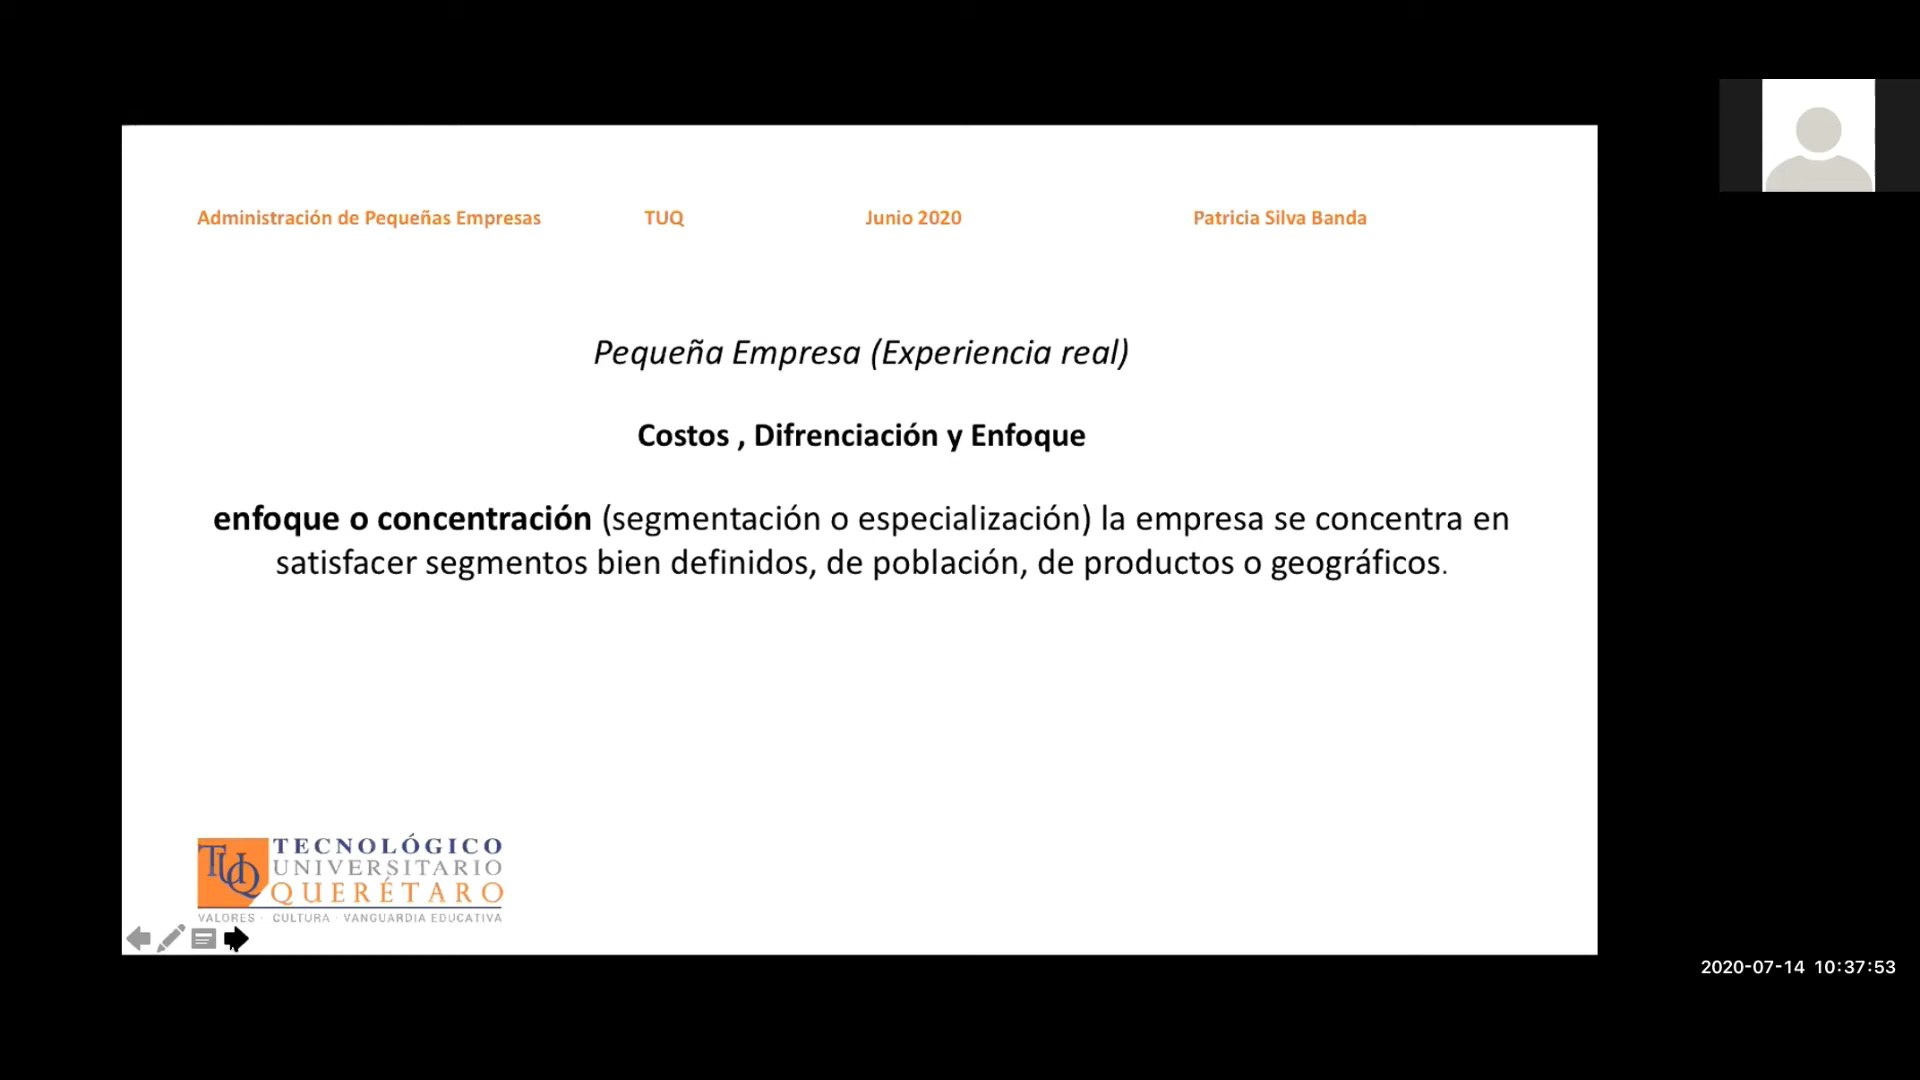 Administración de Pequeñas Empresas TUQ Junio 2020 Patricia Silva Banda
Pequeña Empresa (Experiencia real)
Costos , Difrenciación y Enfoque
enfoque o concentración (segmentación o especialización) la empresa se concentra en
satisfacer segmentos bien definidos, de población, de productos o geográficos.
TUQ
TECNOLÓGICO
UNIVERSITARIO
QUERÉTARO
VALORES · CULTURA · VANGUARDIA EDUCATIVA
2020-07-14 10:37:53